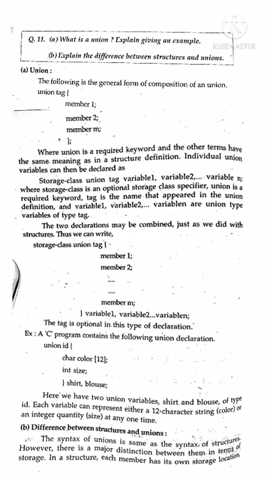 Q. 11. (a) What is a union ? Explain giving an example.
(b) Explain the difference between structures and unions.
(a) Union :
The following is the general form of composition of an union.
union tag {
member 1;
member 2;
member m;
};
Where union is a required keyword and the other terms have
the same meaning as in a structure definition. Individual union
variables can then be declared as
Storage-class union tag variable1, variable2,... variable n;
where storage-class is an optional storage class specifier, union is a
required keyword, tag is the name that appeared in the union
definition, and variable1, variable2,... variablen are union type
variables of type tag.
The two declarations may be combined, just as we did with
structures. Thus we can write,
storage-class union tag {
member 1;
member 2;
....
....
member m;
} variable1, variable2...variablen;
The tag is optional in this type of declaration.
Ex : A 'C' program contains the following union declaration.
union id {
char color [12];
int size;
} shirt, blouse;
Here we have two union variables, shirt and blouse, of type
id. Each variable can represent either a 12-character string (color) or
an integer quantity (size) at any one time.
(b) Difference between structures and unions :
The syntax of unions is same as the syntax of structures.
However, there is a major distinction between them in terms of
storage. In a structure, each member has its own storage location